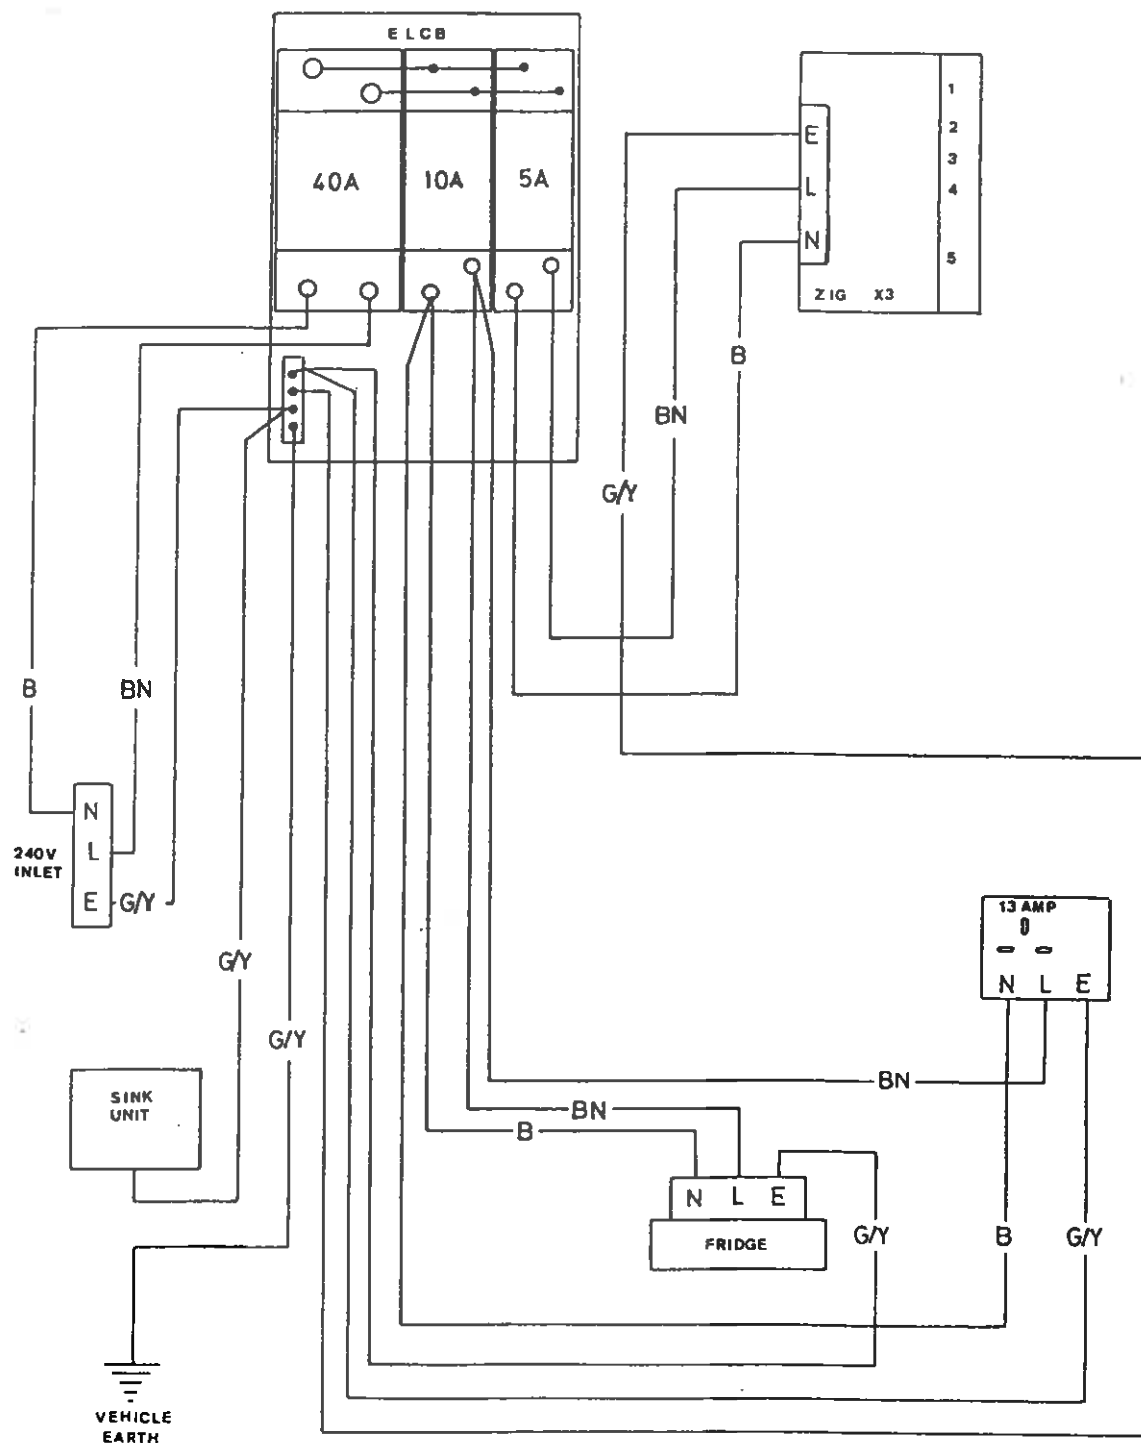 ELCB
40A
10A
5A
1
2
3
4
5
E
L
N
ZIG X3
B
BN
G/Y
B
BN
N
L
E
240V
INLET
G/Y
G/Y
G/Y
13 AMP
N L E
SINK
UNIT
BN
BN
B
N L E
FRIDGE
G/Y
B
G/Y
VEHICLE
EARTH